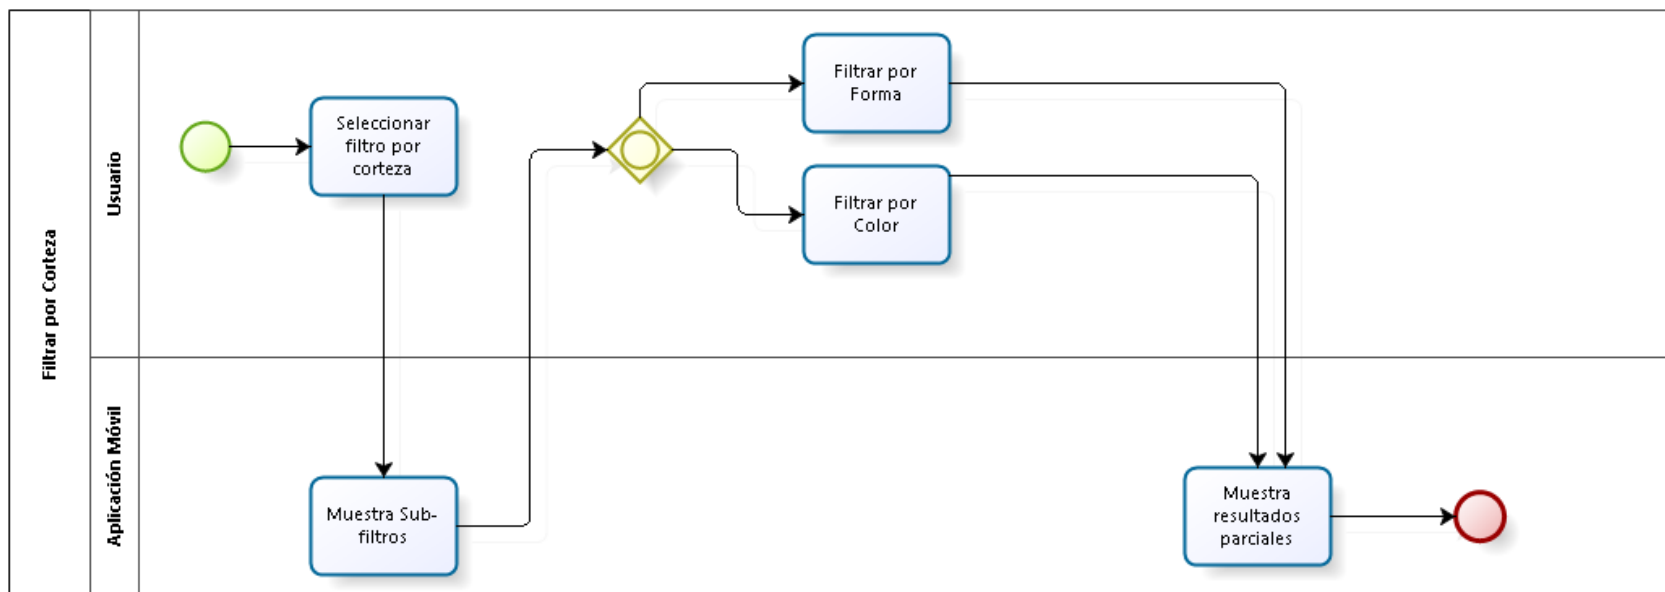 Filtrar por Corteza
Usuario
Seleccionar
filtro por
corteza
Filtrar por
Forma
Filtrar por
Color
Aplicación Móvil
Muestra Sub-
filtros
Muestra
resultados
parciales